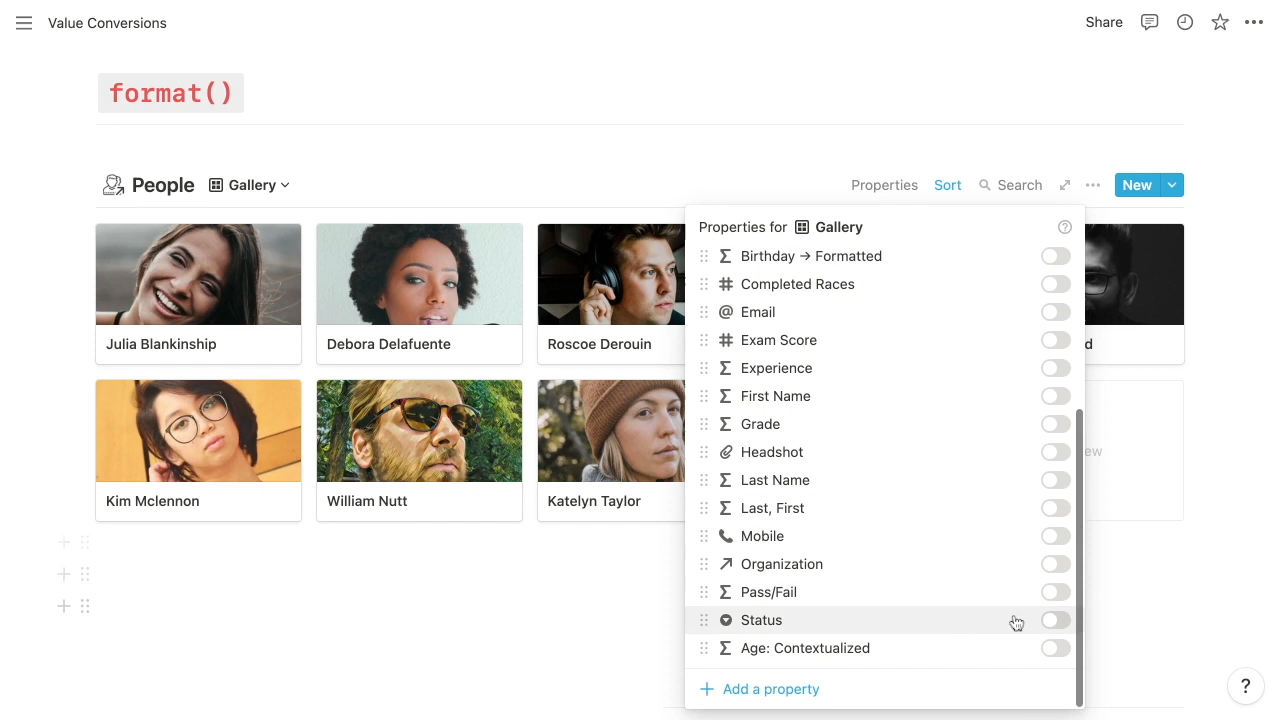 Value Conversions
Share
format()
People
Gallery
Properties
Sort
Search
New
Properties for Gallery
Julia Blankinship
Debora Delafuente
Roscoe Derouin
d
Kim Mclennon
William Nutt
Katelyn Taylor
ew
Birthday → Formatted
Completed Races
Email
Exam Score
Experience
First Name
Grade
Headshot
Last Name
Last, First
Mobile
Organization
Pass/Fail
Status
Age: Contextualized
+ Add a property
?